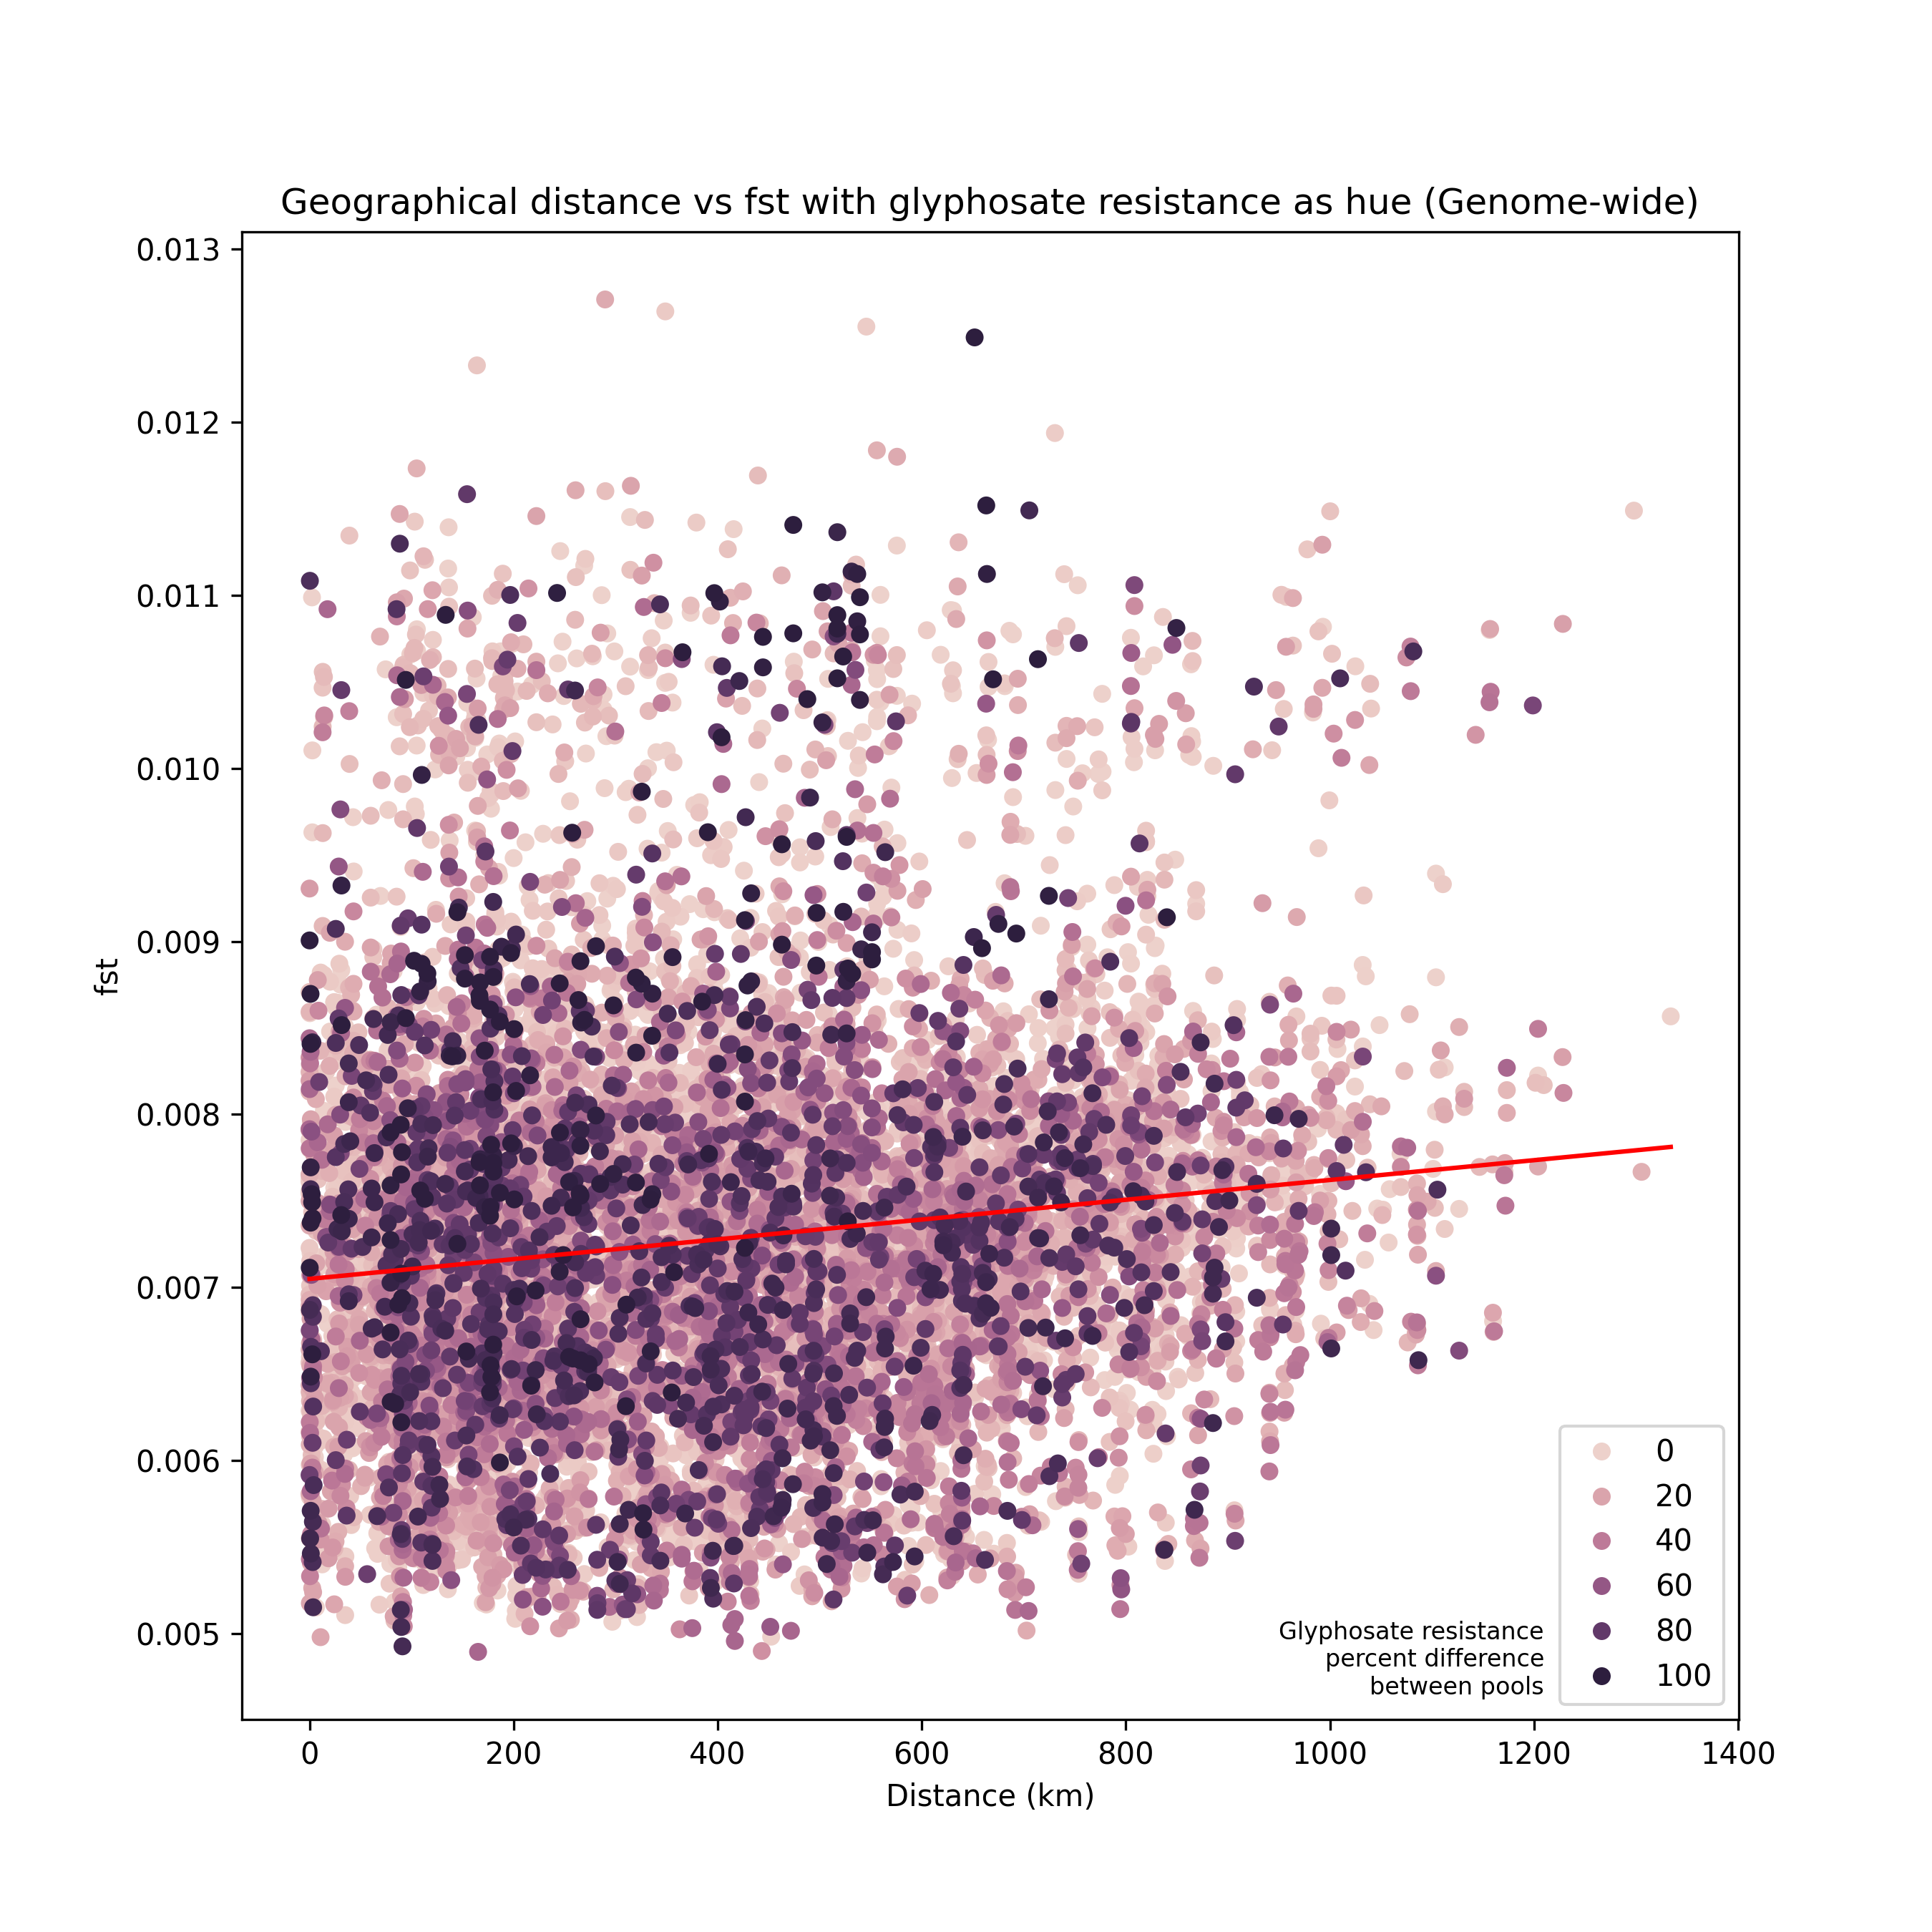 Geographical distance vs fst with glyphosate resistance as hue (Genome-wide)
0.013
0.012
0.011
0.010
0.009
0.008
0.007
0.006
0.005
fst
0
20
40
60
80
100
Glyphosate resistance
percent difference
between pools
0 200 400 600 800 1000 1200 1400
Distance (km)